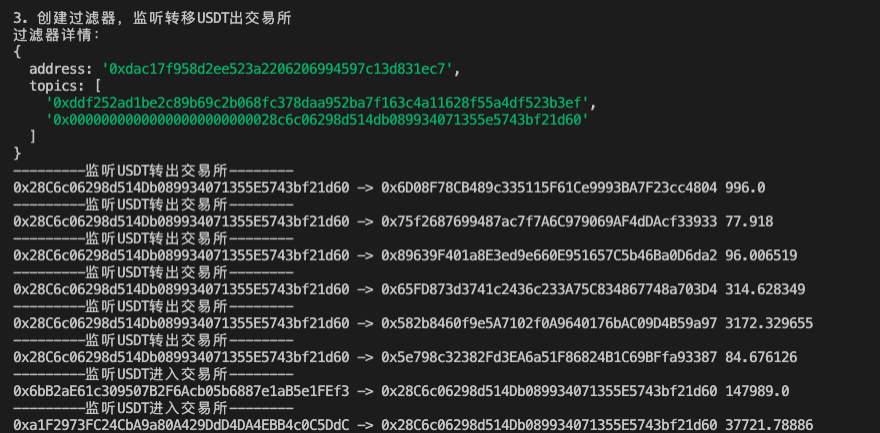 3. 创建过滤器，监听转移USDT出交易所
过滤器详情：
{
  address: '0xdac17f958d2ee523a2206206994597c13d831ec7',
  topics: [
    '0xddf252ad1be2c89b69c2b068fc378daa952ba7f163c4a11628f55a4df523b3ef',
    '0x00000000000000000000000028c6c06298d514db089934071355e5743bf21d60'
  ]
}
---------监听USDT转出交易所--------
0x28C6c06298d514Db089934071355E5743bf21d60 -> 0x6D08F78CB489c335115F61Ce9993BA7F23cc4804 996.0
---------监听USDT转出交易所--------
0x28C6c06298d514Db089934071355E5743bf21d60 -> 0x75f2687699487ac7f7A6C979069AF4dDAcf33933 77.918
---------监听USDT转出交易所--------
0x28C6c06298d514Db089934071355E5743bf21d60 -> 0x89639F401a8E3ed9e660E951657C5b46Ba0D6da2 96.006519
---------监听USDT转出交易所--------
0x28C6c06298d514Db089934071355E5743bf21d60 -> 0x65FD873d3741c2436c233A75C834867748a703D4 314.628349
---------监听USDT转出交易所--------
0x28C6c06298d514Db089934071355E5743bf21d60 -> 0x582b8460f9e5A7102f0A9640176bAC09D4B59a97 3172.329655
---------监听USDT转出交易所--------
0x28C6c06298d514Db089934071355E5743bf21d60 -> 0x5e798c32382Fd3EA6a51F86824B1C69BFfa93387 84.676126
---------监听USDT进入交易所--------
0x6bB2aE61c309507B2F6Acb05b6887e1aB5e1FEf3 -> 0x28C6c06298d514Db089934071355E5743bf21d60 147989.0
---------监听USDT进入交易所--------
0xa1F2973FC24CbA9a80A429DdD4DA4EBB4c0C5DdC -> 0x28C6c06298d514Db089934071355E5743bf21d60 37721.78886